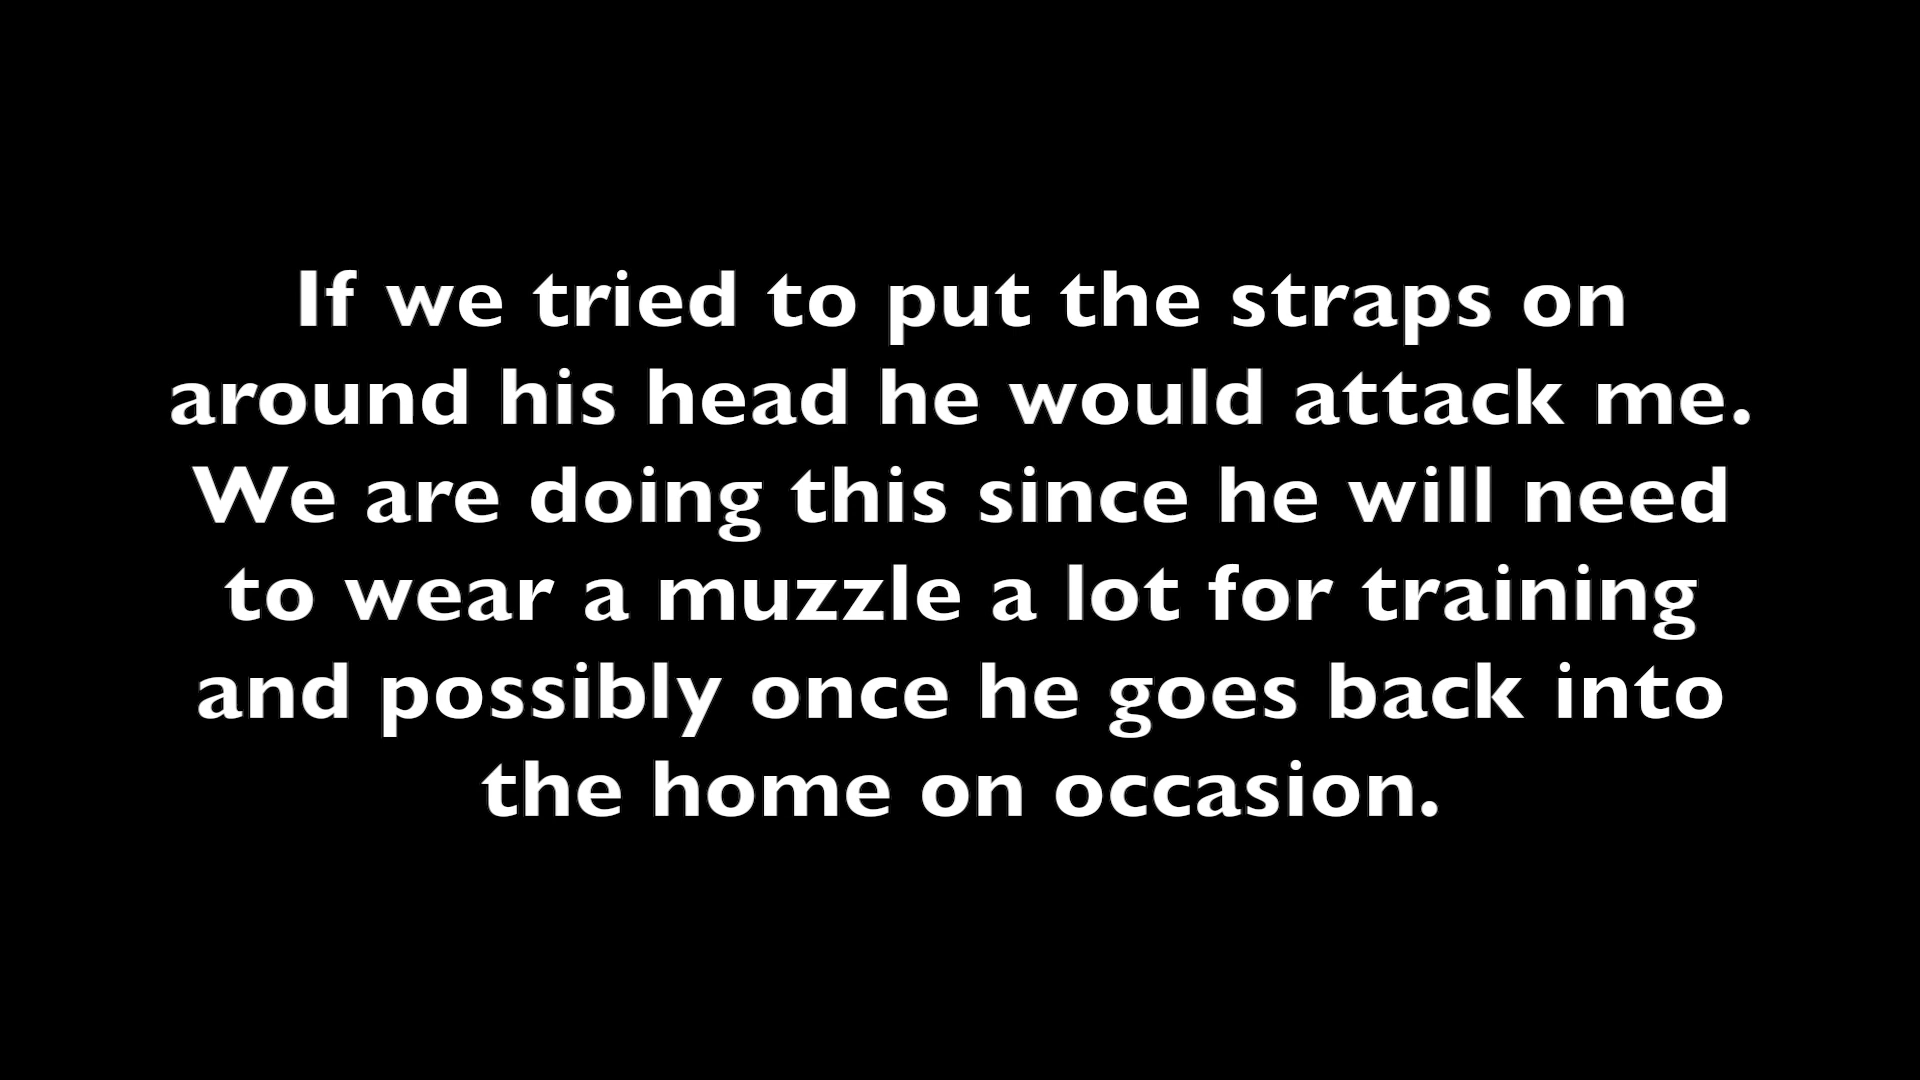 If we tried to put the straps on
around his head he would attack me.
We are doing this since he will need
to wear a muzzle a lot for training
and possibly once he goes back into
the home on occasion.